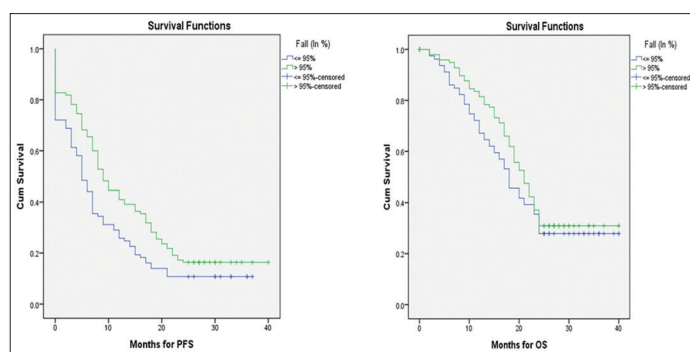 Survival Functions
Fall (In %)
<= 95%
> 95%
<= 95%-censored
> 95%-censored
1.0
0.8
0.6
0.4
0.2
0.0
Cum Survival
0 10 20 30 40
Months for PFS
Survival Functions
Fall (In %)
<= 95%
> 95%
<= 95%-censored
> 95%-censored
1.0
0.8
0.6
0.4
0.2
0.0
Cum Survival
0 10 20 30 40
Months for OS